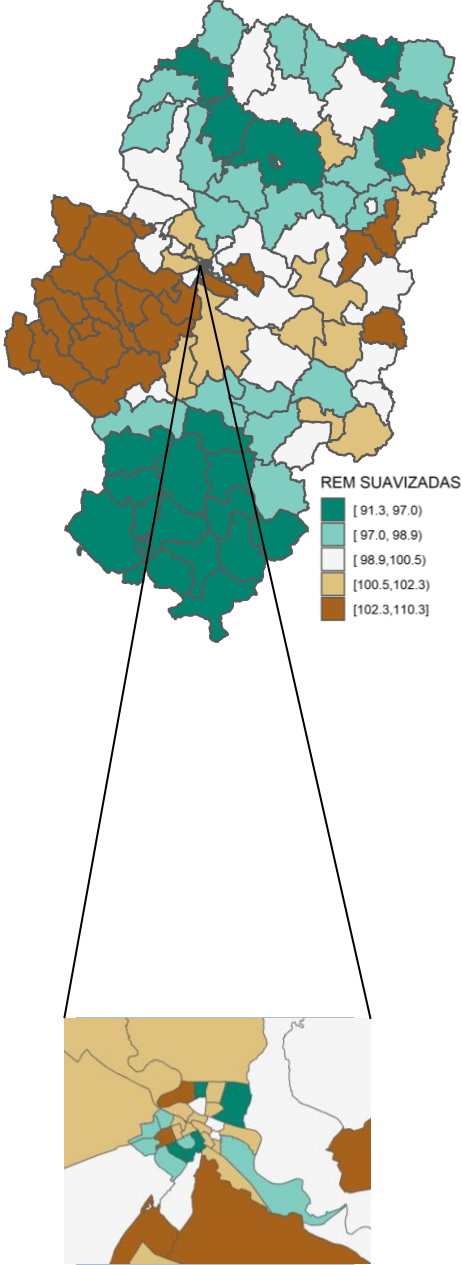 REM SUAVIZADAS
[ 91.3, 97.0)
[ 97.0, 98.9)
[ 98.9,100.5)
[100.5,102.3)
[102.3,110.3]